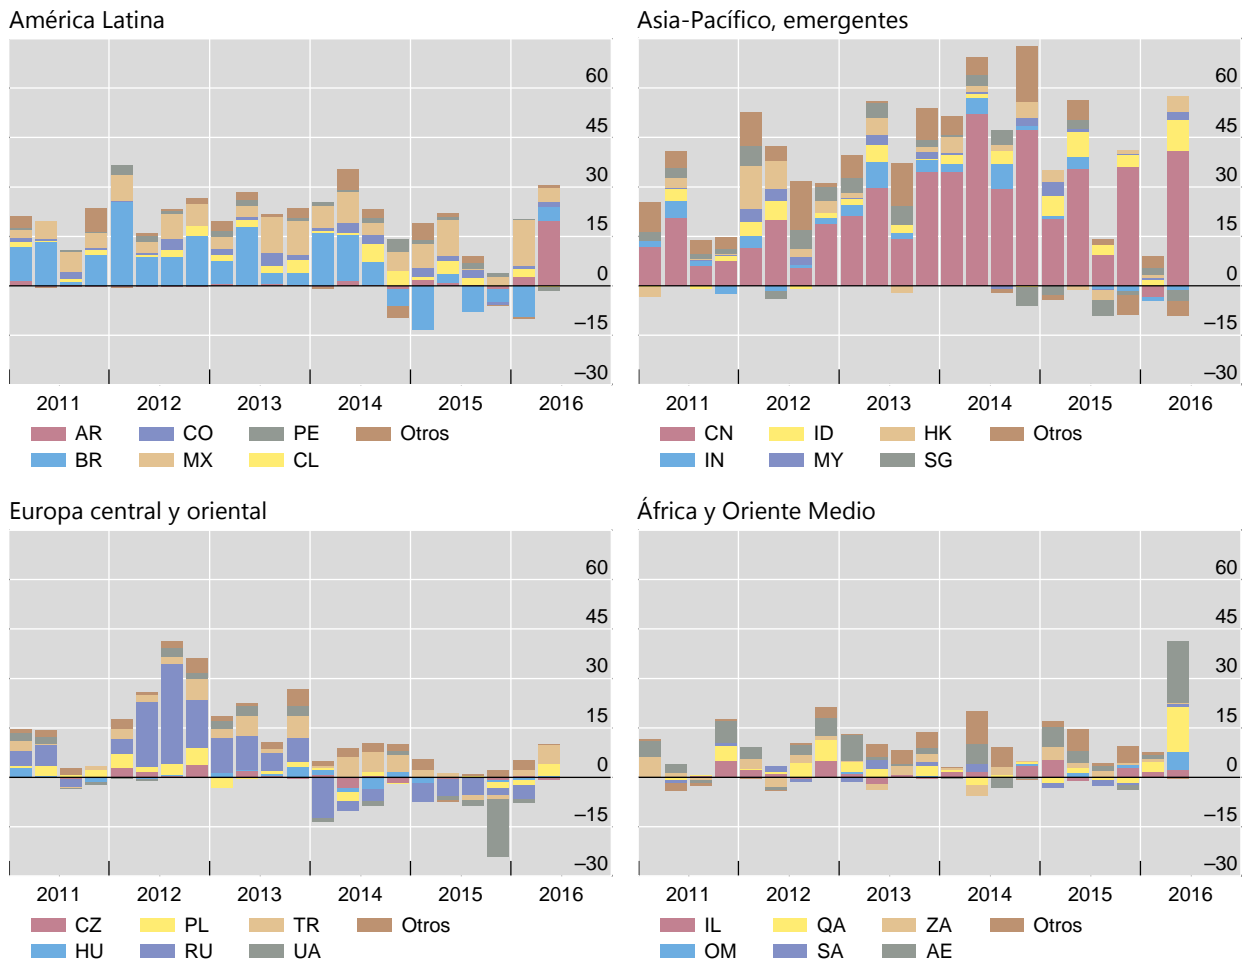 América Latina
60
45
30
15
0
–15
–30
2011 2012 2013 2014 2015 2016
AR CO PE Otros
BR MX CL
Asia-Pacífico, emergentes
60
45
30
15
0
–15
–30
2011 2012 2013 2014 2015 2016
CN ID HK Otros
IN MY SG
Europa central y oriental
60
45
30
15
0
–15
–30
2011 2012 2013 2014 2015 2016
CZ PL TR Otros
HU RU UA
África y Oriente Medio
60
45
30
15
0
–15
–30
2011 2012 2013 2014 2015 2016
IL QA ZA Otros
OM SA AE